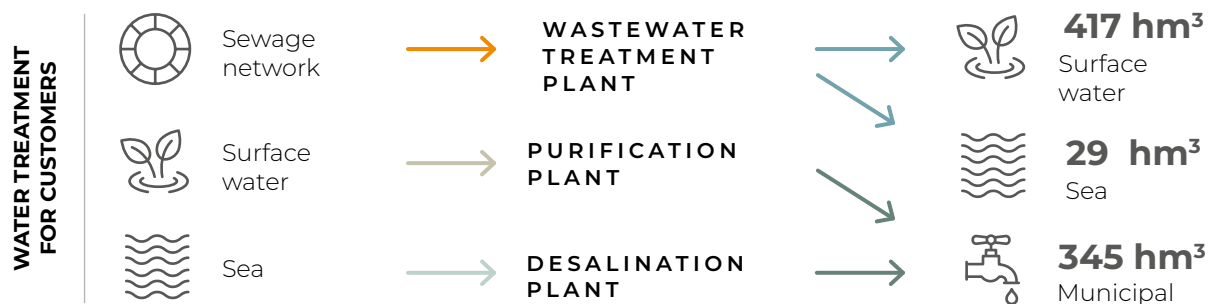 WATER TREATMENT
FOR CUSTOMERS
Sewage
network
WASTEWATER
TREATMENT
PLANT
417 hm³
Surface
water
Surface
water
PURIFICATION
PLANT
29 hm³
Sea
Sea
DESALINATION
PLANT
345 hm³
Municipal